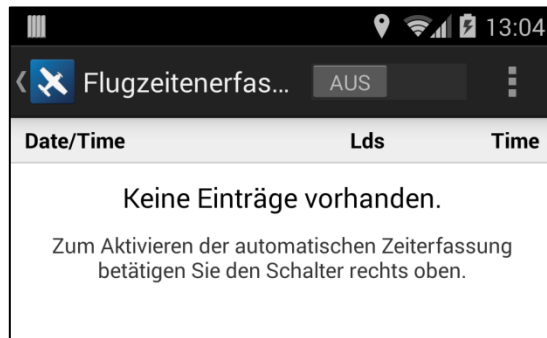 13:04
Flugzeitenerfas... AUS
Date/Time Lds Time
Keine Einträge vorhanden.
Zum Aktivieren der automatischen Zeiterfassung
betätigen Sie den Schalter rechts oben.